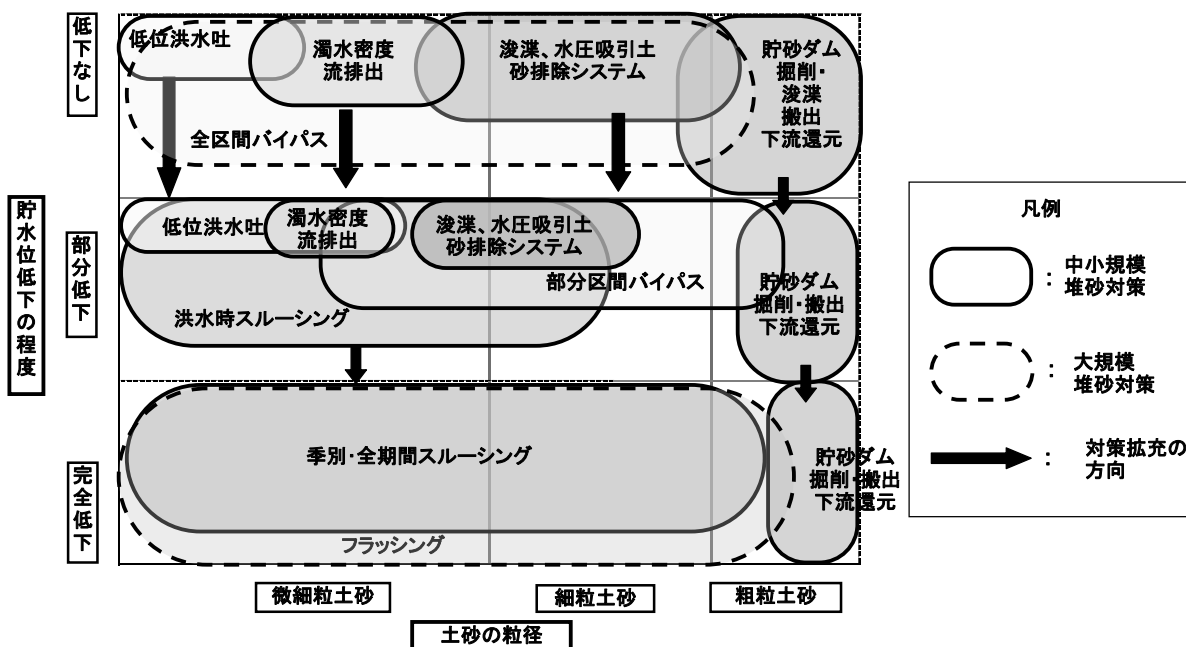 低下なし
低位洪水吐
濁水密度
流排出
浚渫、水圧吸引土
砂排除システム
貯砂ダム
掘削・
浚渫
搬出
下流還元
全区間バイパス
貯水位低下の程度
部分低下
低位洪水吐
濁水密度
流排出
浚渫、水圧吸引土
砂排除システム
部分区間バイパス
洪水時スルーシング
貯砂ダム
掘削・搬出
下流還元
完全低下
季別・全期間スルーシング
フラッシング
貯砂ダム
掘削・搬出
下流還元
微細粒土砂
細粒土砂
粗粒土砂
土砂の粒径
凡例
：中小規模
堆砂対策
：大規模
堆砂対策
：対策拡充の
方向